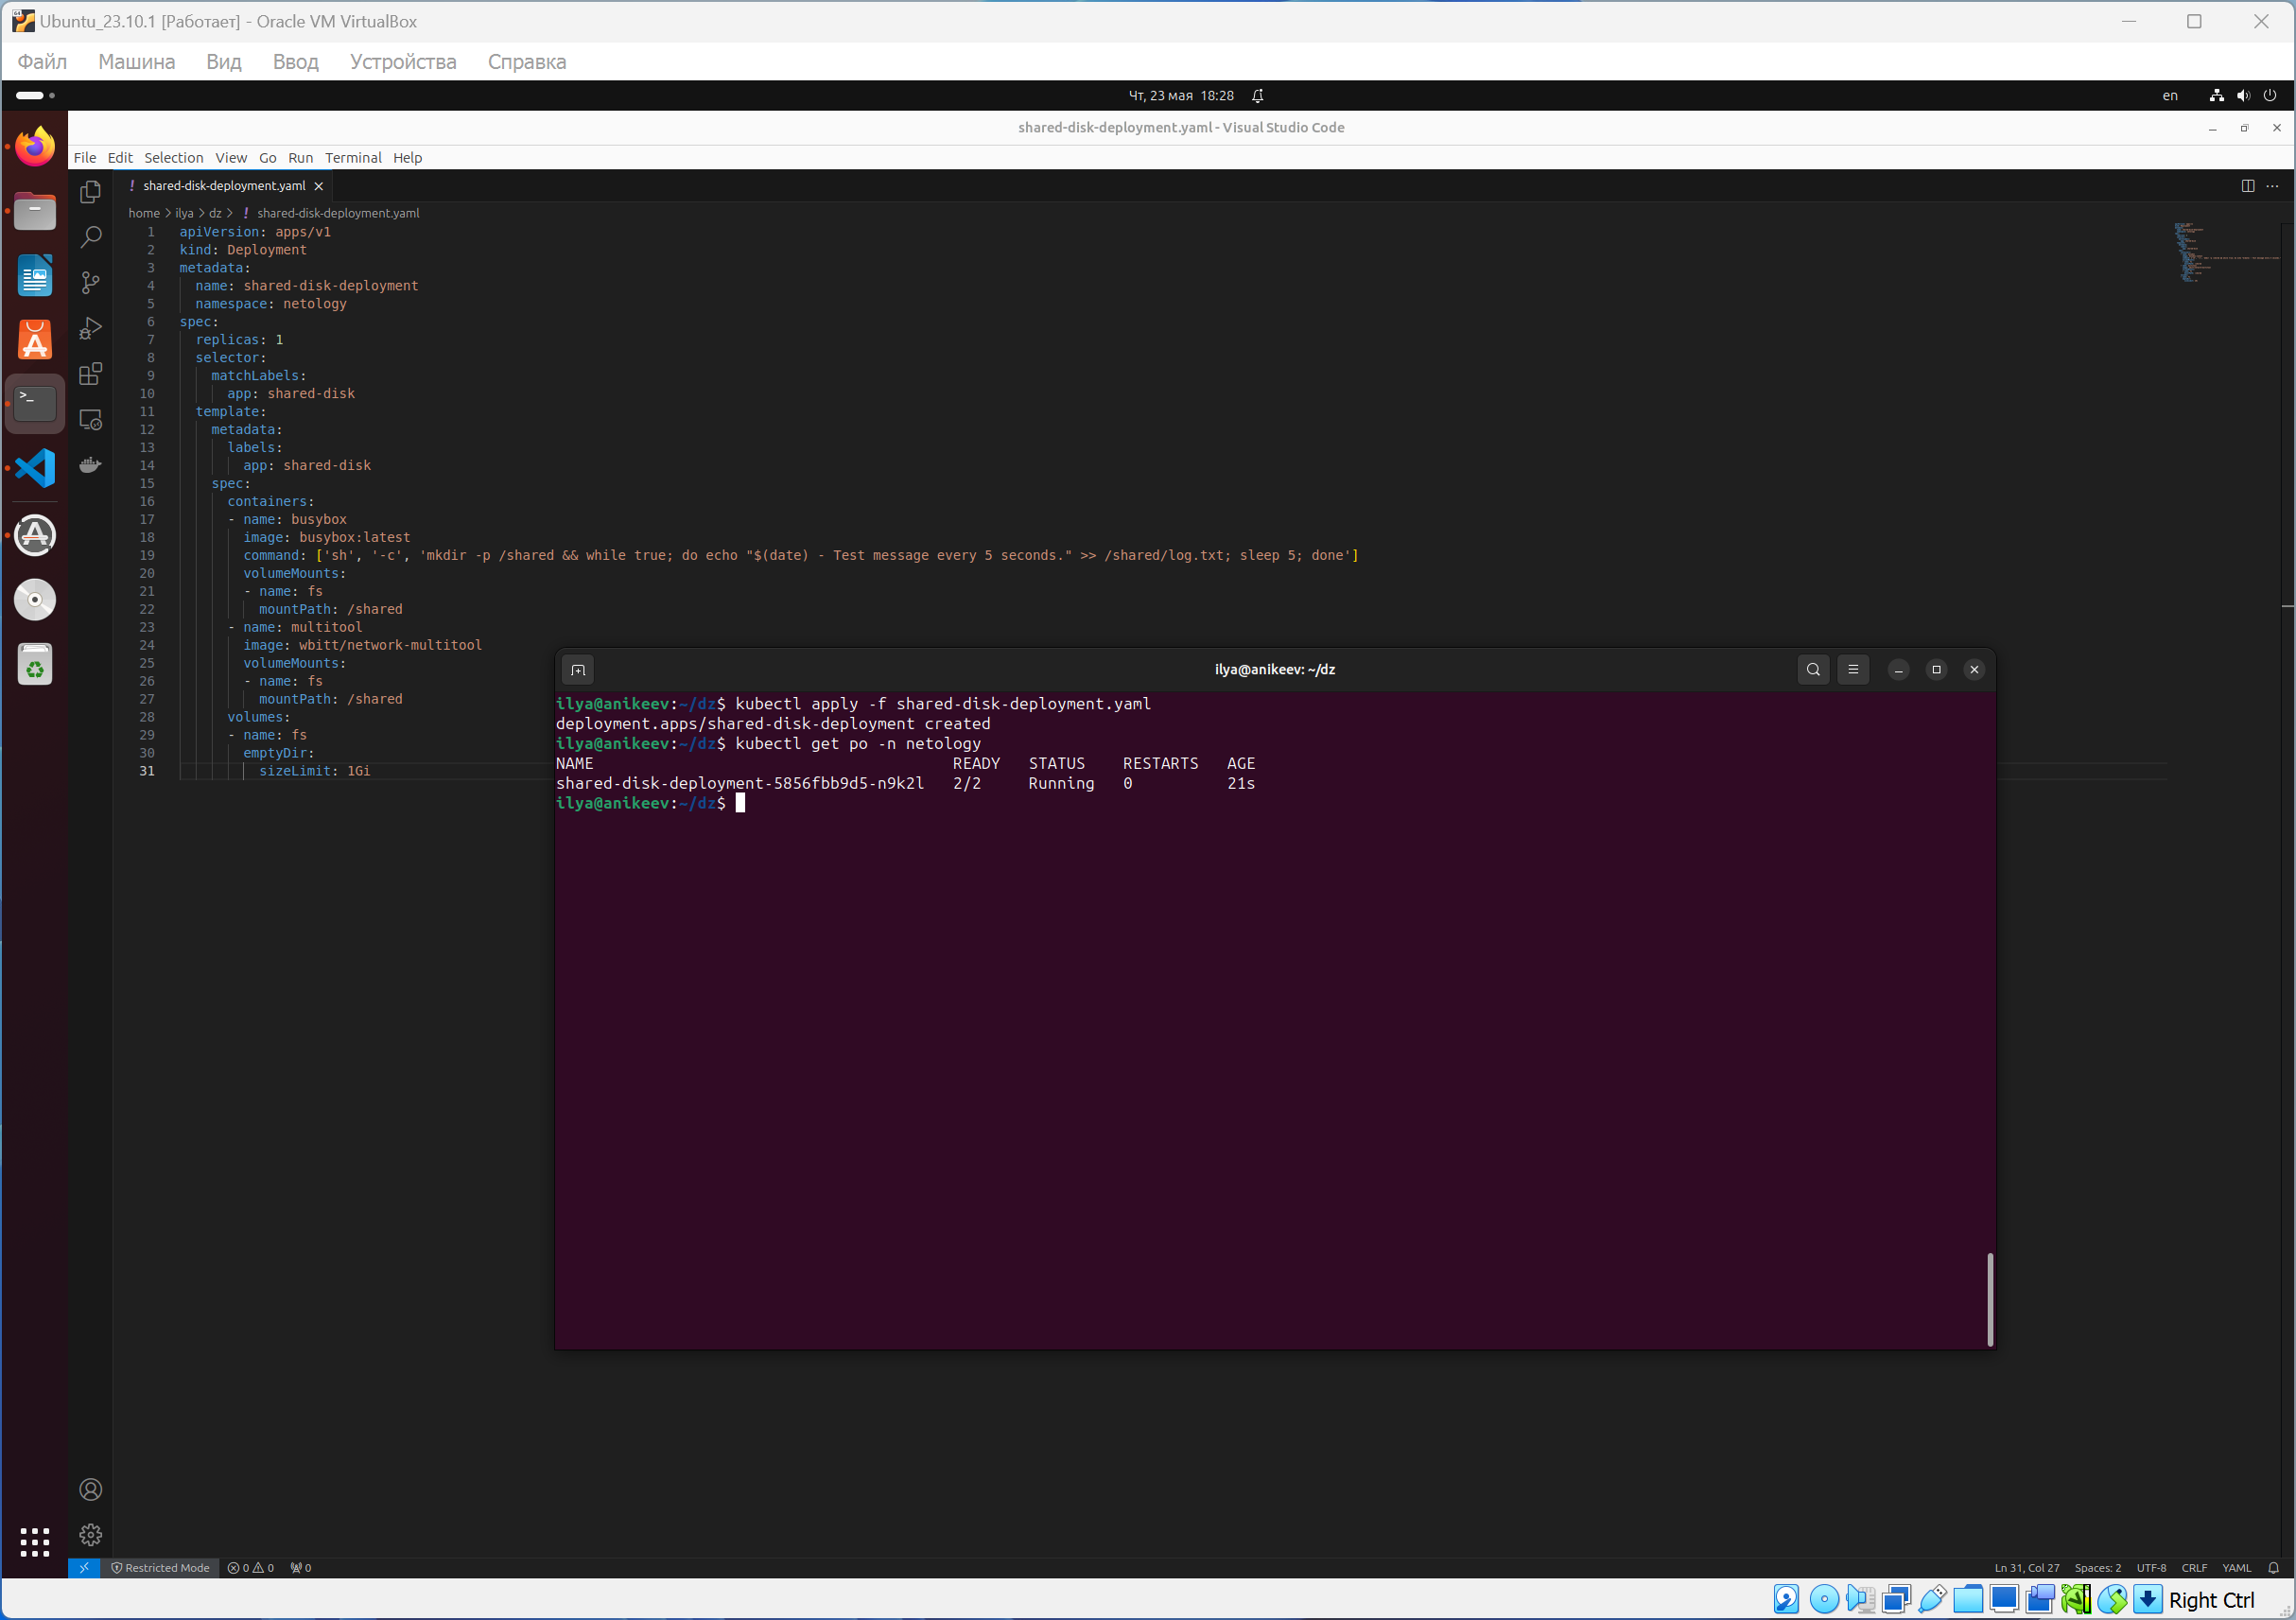 Ubuntu_23.10.1 [Работает] - Oracle VM VirtualBox
Файл Машина Вид Ввод Устройства Справка
Чт, 23 мая 18:28
en
shared-disk-deployment.yaml - Visual Studio Code
File Edit Selection View Go Run Terminal Help
! shared-disk-deployment.yaml
home > ilya > dz > ! shared-disk-deployment.yaml
1 apiVersion: apps/v1
2 kind: Deployment
3 metadata:
4 name: shared-disk-deployment
5 namespace: netology
6 spec:
7 replicas: 1
8 selector:
9 matchLabels:
10 app: shared-disk
11 template:
12 metadata:
13 labels:
14 app: shared-disk
15 spec:
16 containers:
17 - name: busybox
18 image: busybox:latest
19 command: ['sh', '-c', 'mkdir -p /shared && while true; do echo "$(date) - Test message every 5 seconds." >> /shared/log.txt; sleep 5; done']
20 volumeMounts:
21 - name: fs
22 mountPath: /shared
23 - name: multitool
24 image: wbitt/network-multitool
25 volumeMounts:
26 - name: fs
27 mountPath: /shared
28 volumes:
29 - name: fs
30 emptyDir:
31 sizeLimit: 1Gi
ilya@anikeev: ~/dz
ilya@anikeev:~/dz$ kubectl apply -f shared-disk-deployment.yaml
deployment.apps/shared-disk-deployment created
ilya@anikeev:~/dz$ kubectl get po -n netology
NAME READY STATUS RESTARTS AGE
shared-disk-deployment-5856fbb9d5-n9k2l 2/2 Running 0 21s
ilya@anikeev:~/dz$
Restricted Mode 0 0 0
Ln 31, Col 27 Spaces: 2 UTF-8 CRLF YAML
Right Ctrl